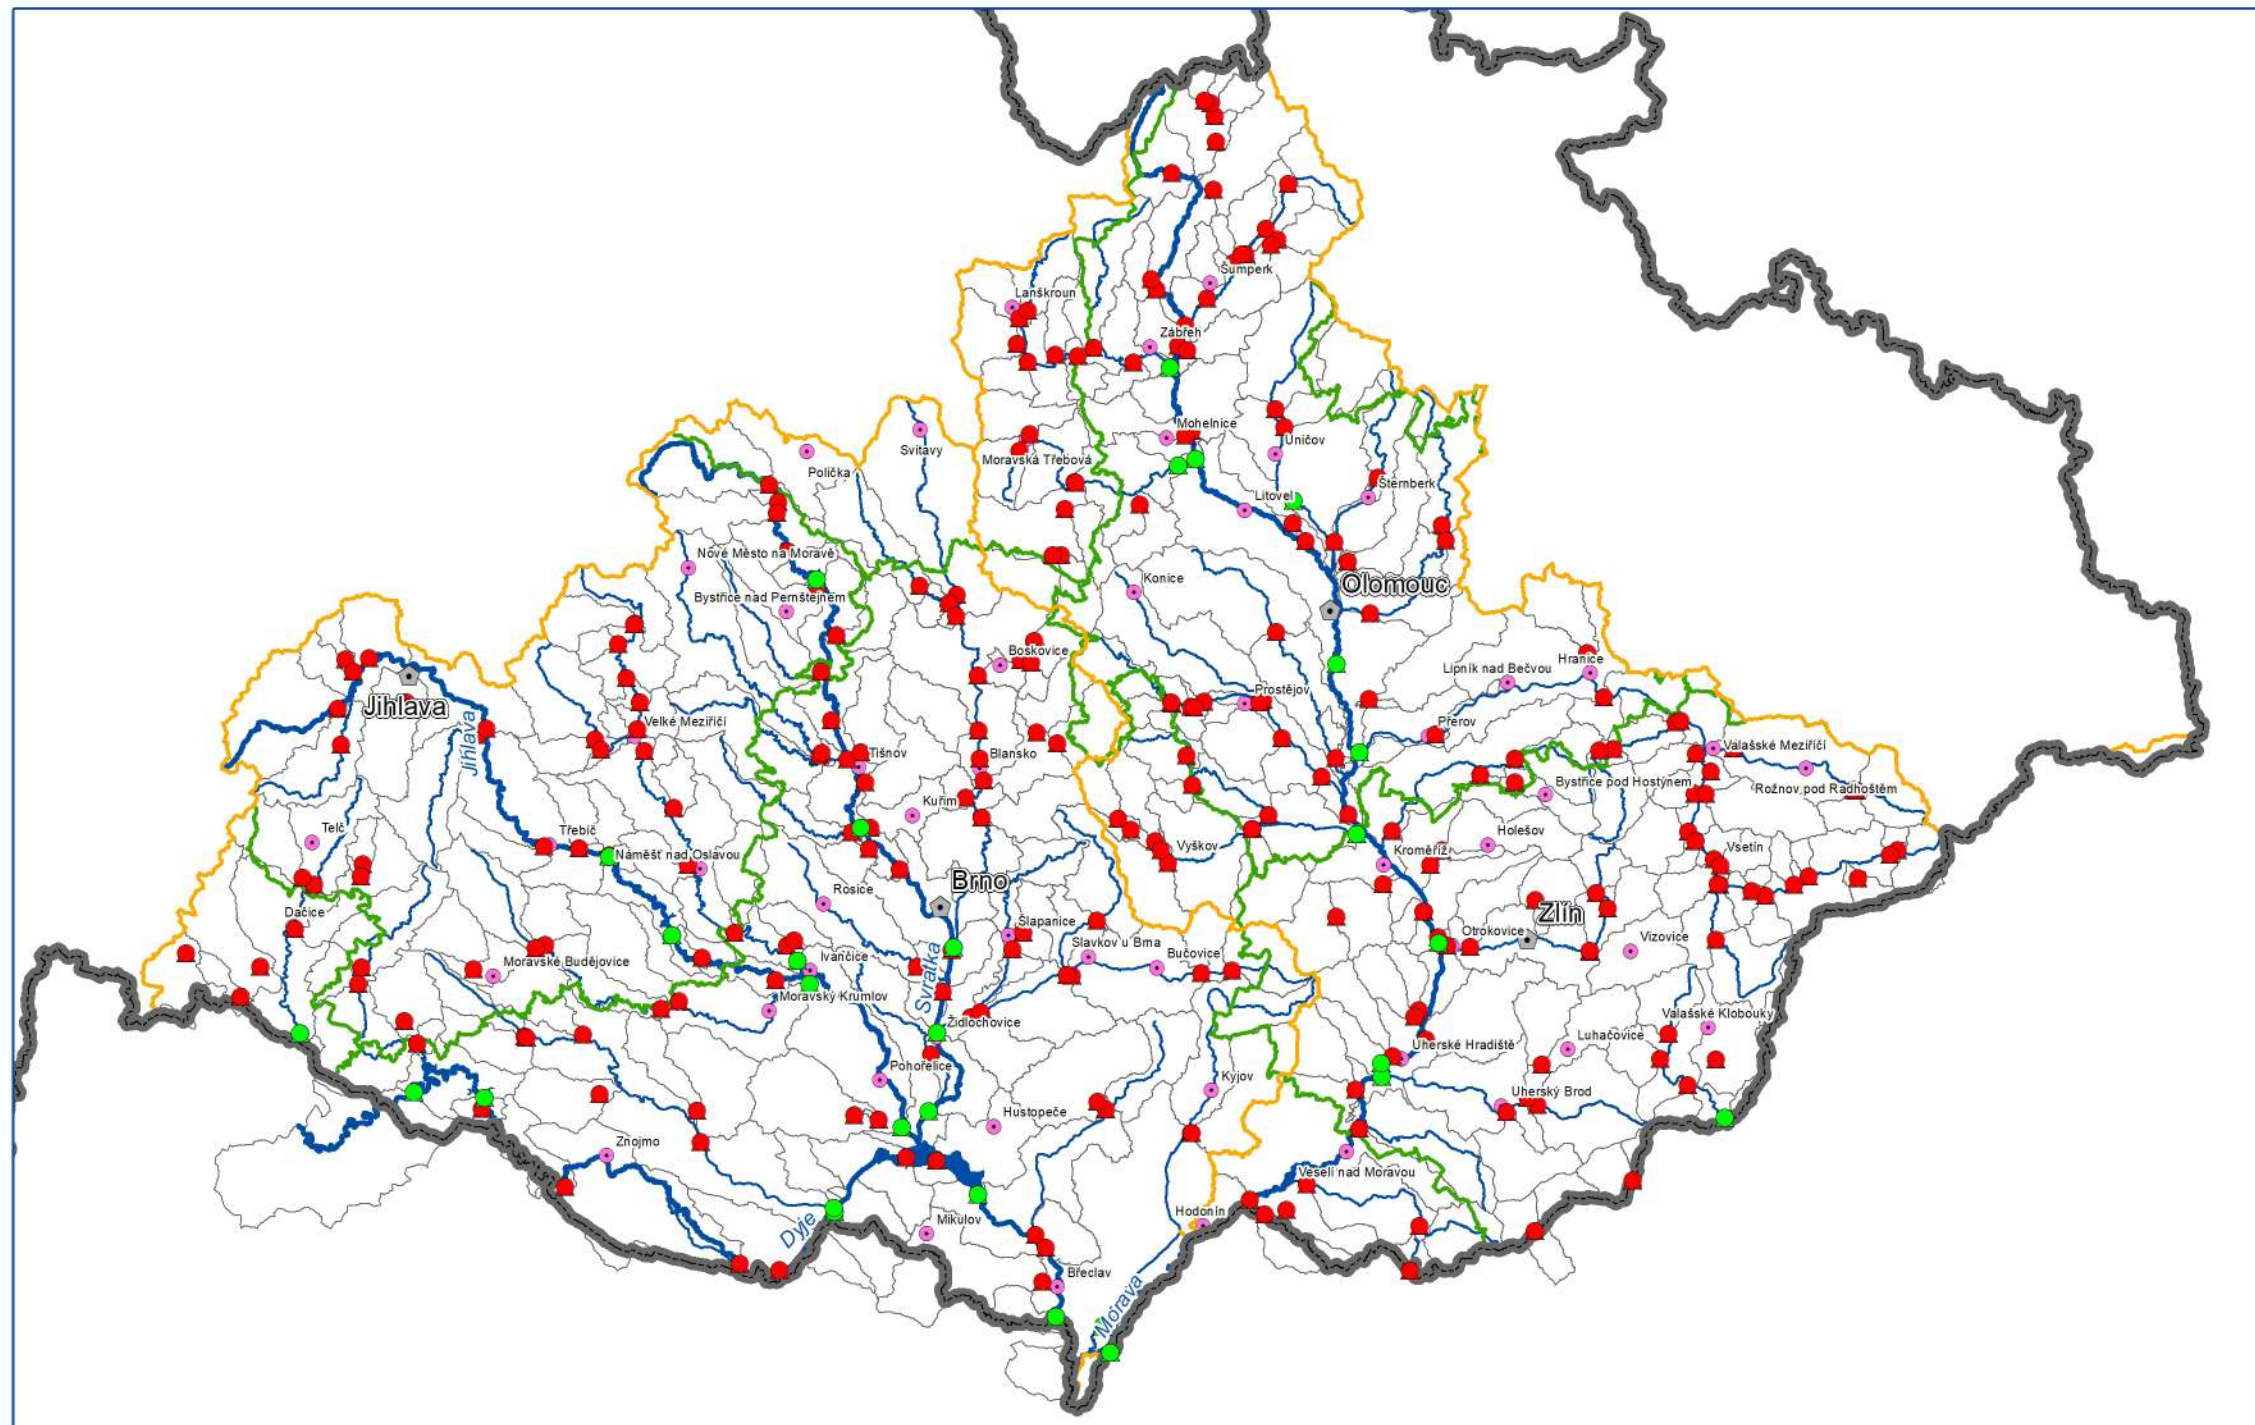 Šumperk
Lanškroun
Zábřeh
Mohelnice
Svitavy
Uničov
Moravská Třebová
Polička
Šternberk
Litovel
Nové Město na Moravě
Konice
Olomouc
Bystřice nad Pernštejnem
Boskovice
Hranice
Lipník nad Bečvou
Prostějov
Jihlava
Velké Meziříčí
Přerov
Jihlava
Tišnov
Blansko
Valašské Meziříčí
Bystřice pod Hostýnem
Rožnov pod Radhoštěm
Kuřim
Telč
Třebíč
Holešov
Vyškov
Vsetín
Kroměříž
Náměšť nad Oslavou
Brno
Rosice
Dačice
Zlín
Šlapanice
Otrokovice
Slavkov u Brna
Bučovice
Vizovice
Ivančice
Moravské Budějovice
Svratka
Moravský Krumlov
Židlochovice
Valašské Klobouky
Luhačovice
Uherské Hradiště
Pohořelice
Kyjov
Uherský Brod
Hustopeče
Znojmo
Veselí nad Moravou
Hodonín
Mikulov
Dyje
Břeclav
Morava